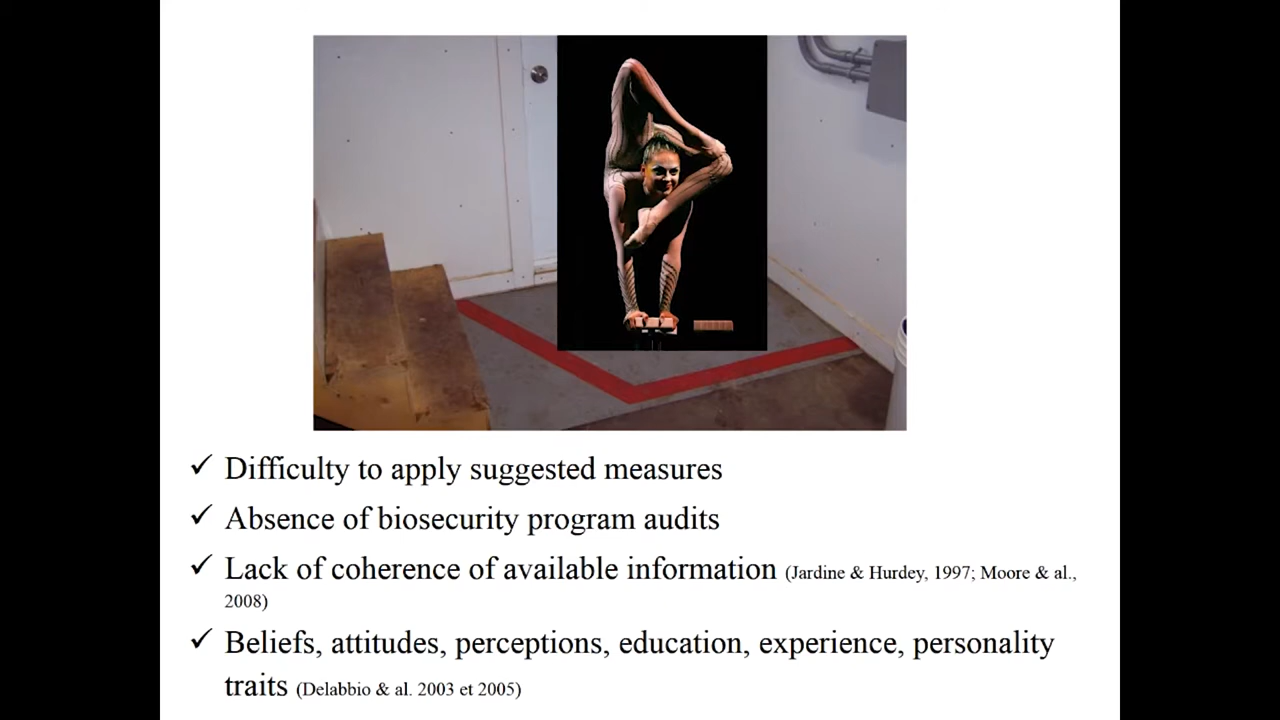 ✓ Difficulty to apply suggested measures
✓ Absence of biosecurity program audits
✓ Lack of coherence of available information (Jardine & Hurdey, 1997; Moore & al.,
2008)
✓ Beliefs, attitudes, perceptions, education, experience, personality
traits (Delabbio & al. 2003 et 2005)